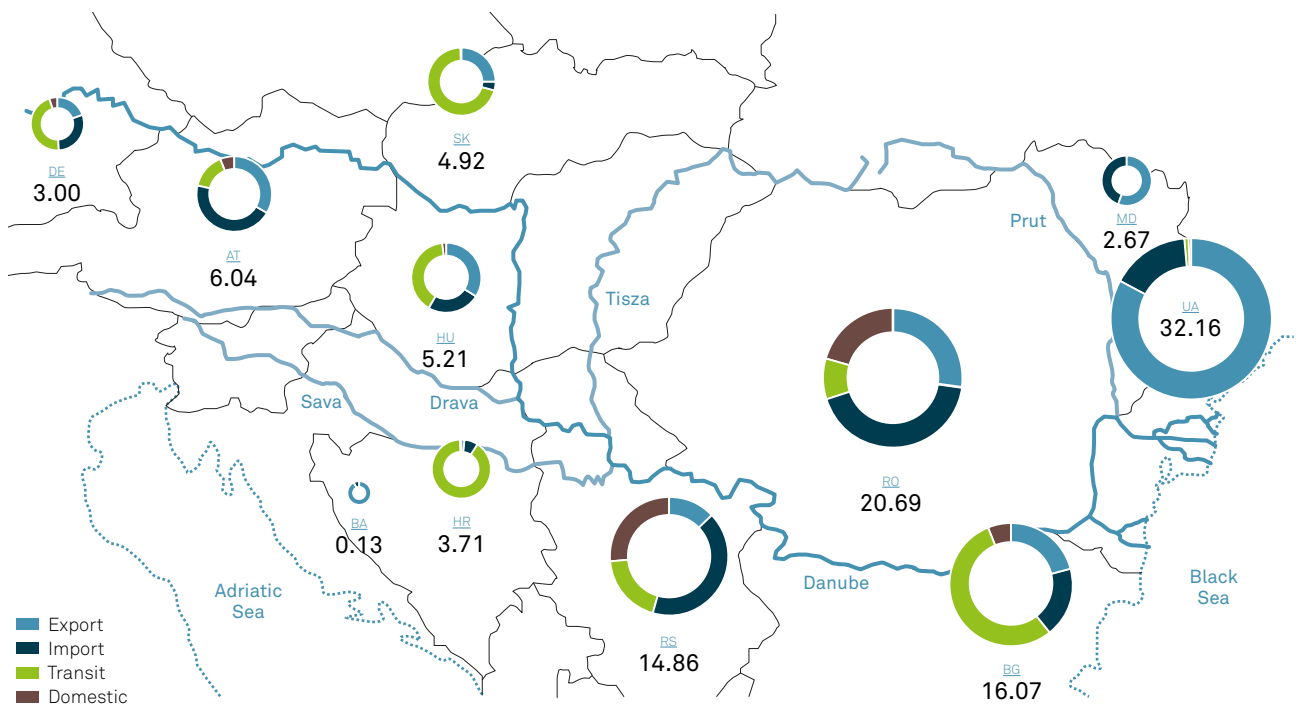 SK
4.92
DE
3.00
AT
6.04
MD
2.67
Prut
UA
32.16
Tisza
HU
5.21
Sava
Drava
RO
20.69
BA
0.13
HR
3.71
Danube
Adriatic
Sea
Black
Sea
RS
14.86
BG
16.07
Export
Import
Transit
Domestic